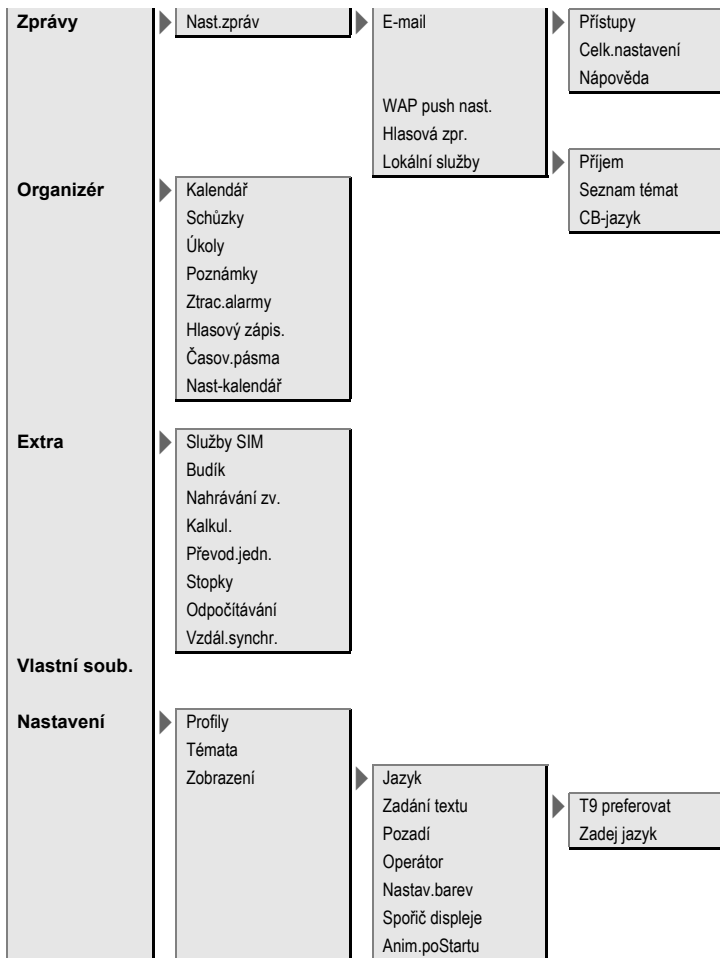 Zprávy Nast.zpráv E-mail Přístupy
Celk.nastavení
Nápověda
WAP push nast.
Hlasová zpr.
Lokální služby Příjem
Organizér Kalendář Seznam témat
Schůzky CB-jazyk
Úkoly
Poznámky
Ztrac.alarmy
Hlasový zápis.
Časov.pásma
Nast-kalendář
Extra Služby SIM
Budík
Nahrávání zv.
Kalkul.
Převod.jedn.
Stopky
Odpočítávání
Vzdál.synchr.
Vlastní soub.
Nastavení Profily
Témata
Zobrazení Jazyk
Zadání textu T9 preferovat
Pozadí Zadej jazyk
Operátor
Nastav.barev
Spořič displeje
Anim.poStartu